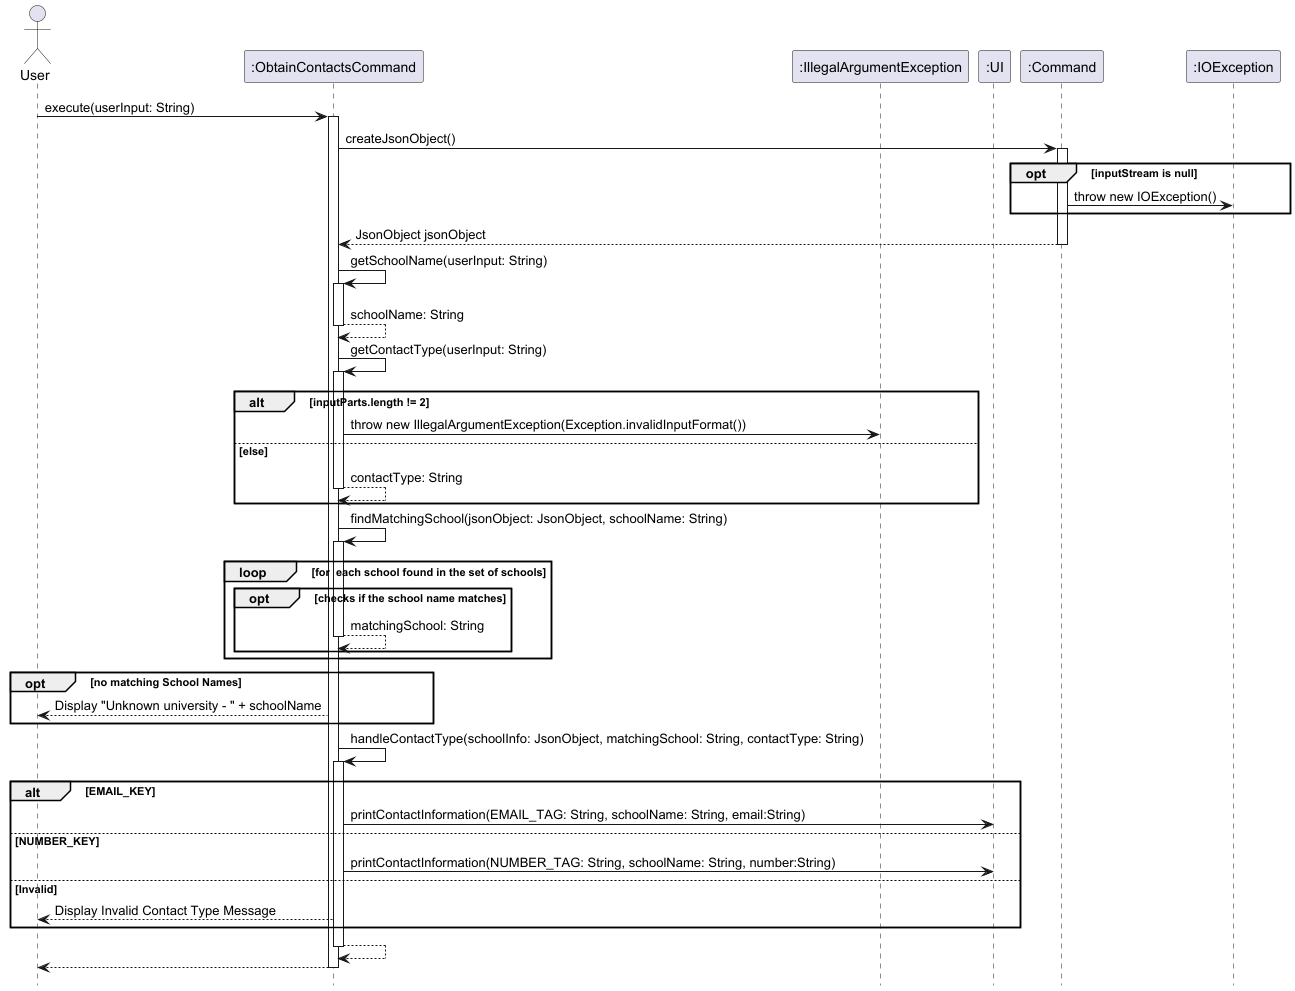 User
:ObtainContactsCommand
:IllegalArgumentException
:UI
:Command
:IOException
execute(userInput: String)
createJsonObject()
opt
[inputStream is null]
throw new IOException()
JsonObject jsonObject
getSchoolName(userInput: String)
schoolName: String
getContactType(userInput: String)
alt
[inputParts.length != 2]
throw new IllegalArgumentException(Exception.invalidInputFormat())
[else]
contactType: String
findMatchingSchool(jsonObject: JsonObject, schoolName: String)
loop
[for each school found in the set of schools]
opt
[checks if the school name matches]
matchingSchool: String
opt
[no matching School Names]
Display "Unknown university - " + schoolName
handleContactType(schoolInfo: JsonObject, matchingSchool: String, contactType: String)
alt
[EMAIL_KEY]
printContactInformation(EMAIL_TAG: String, schoolName: String, email:String)
[NUMBER_KEY]
printContactInformation(NUMBER_TAG: String, schoolName: String, number:String)
[Invalid]
Display Invalid Contact Type Message